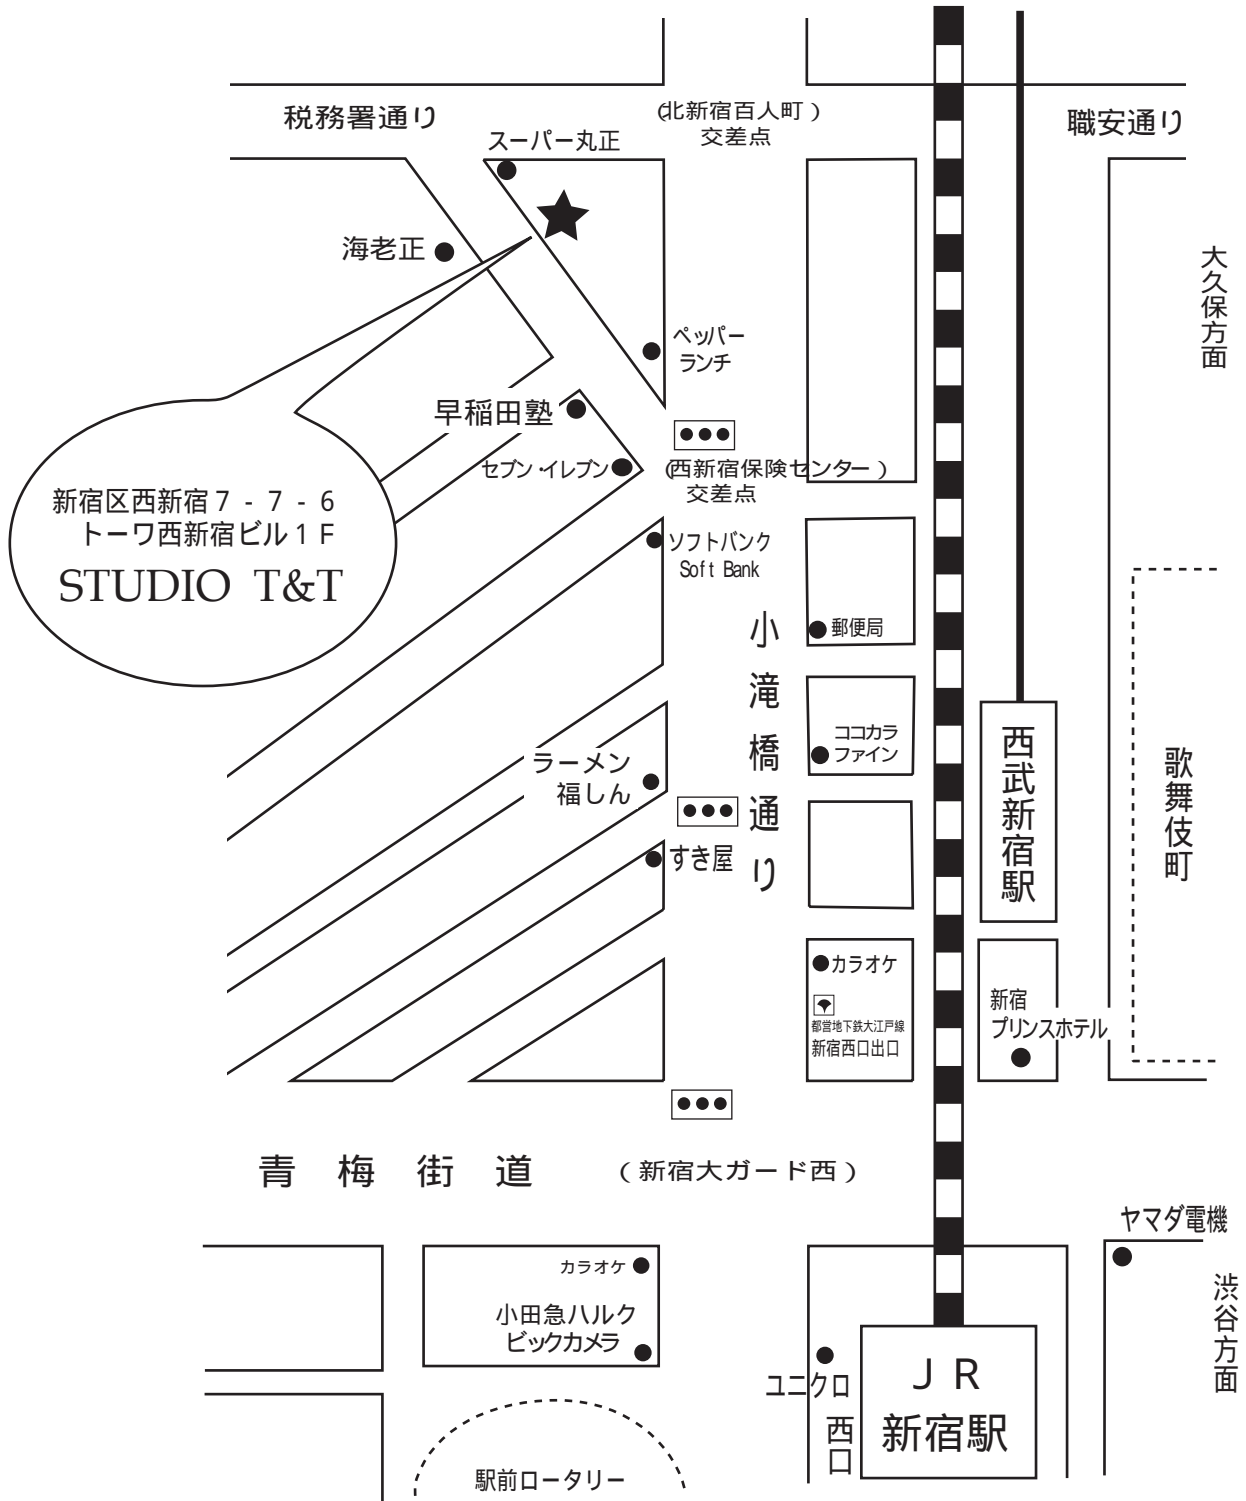 税務署通り
(北新宿百人町)
交差点
職安通り
スーパー丸正
海老正
大久保方面
ペッパー
ランチ
早稲田塾
セブン・イレブン
(西新宿保険センター)
交差点
新宿区西新宿7-7-6
トーワ西新宿ビル1F
STUDIO T&T
ソフトバンク
Soft Bank
小滝橋通り
郵便局
ココカラ
ファイン
西武新宿駅
歌舞伎町
ラーメン
福しん
すき屋
カラオケ
都営地下鉄大江戸線
新宿西口出口
新宿
プリンスホテル
青梅街道
(新宿大ガード西)
ヤマダ電機
渋谷方面
カラオケ
小田急ハルク
ビックカメラ
ユニクロ
西口
JR
新宿駅
駅前ロータリー